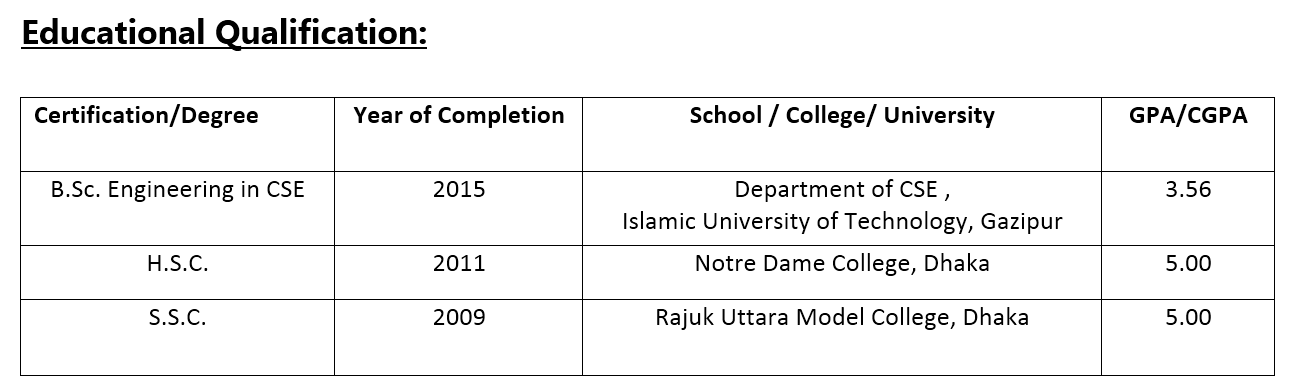 Educational Qualification:
Certification/Degree Year of Completion School / College/ University GPA/CGPA
B.Sc. Engineering in CSE 2015 Department of CSE , 3.56
Islamic University of Technology, Gazipur
H.S.C. 2011 Notre Dame College, Dhaka 5.00
S.S.C. 2009 Rajuk Uttara Model College, Dhaka 5.00